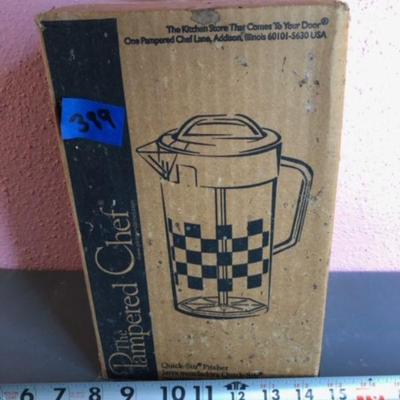 The Kitchen Store That Comes To Your Door®
One Pampered Chef Lane, Addison, Illinois 60101-5630 USA
399
The
Pampered Chef
Quick-Stir® Pitcher
6 7 8 9 10 11 12 13 14 15